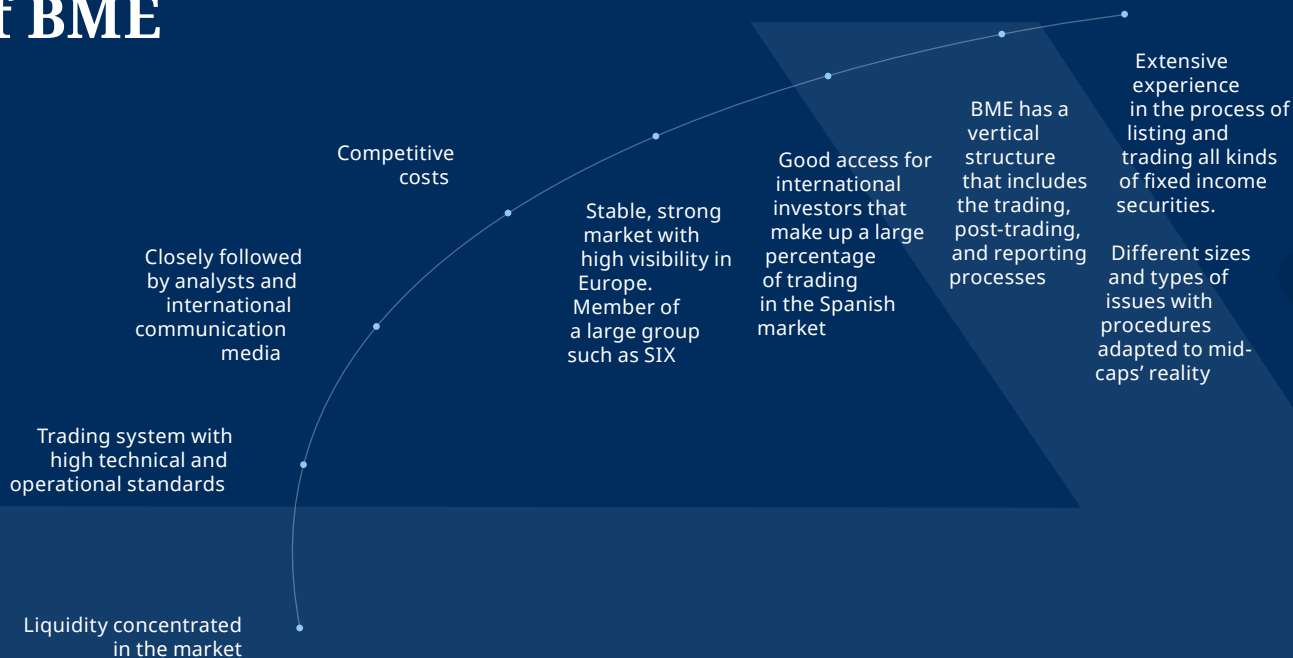 f BME
Competitive
costs
Closely followed
by analysts and
international
communication
media
Trading system with
high technical and
operational standards
Liquidity concentrated
in the market
Stable, strong
market with
high visibility in
Europe.
Member of
a large group
such as SIX
Good access for
international
investors that
make up a large
percentage
of trading
in the Spanish
market
BME has a
vertical
structure
that includes
the trading,
post-trading,
and reporting
processes
Extensive
experience
in the process of
listing and
trading all kinds
of fixed income
securities.
Different sizes
and types of
issues with
procedures
adapted to mid-
caps’ reality